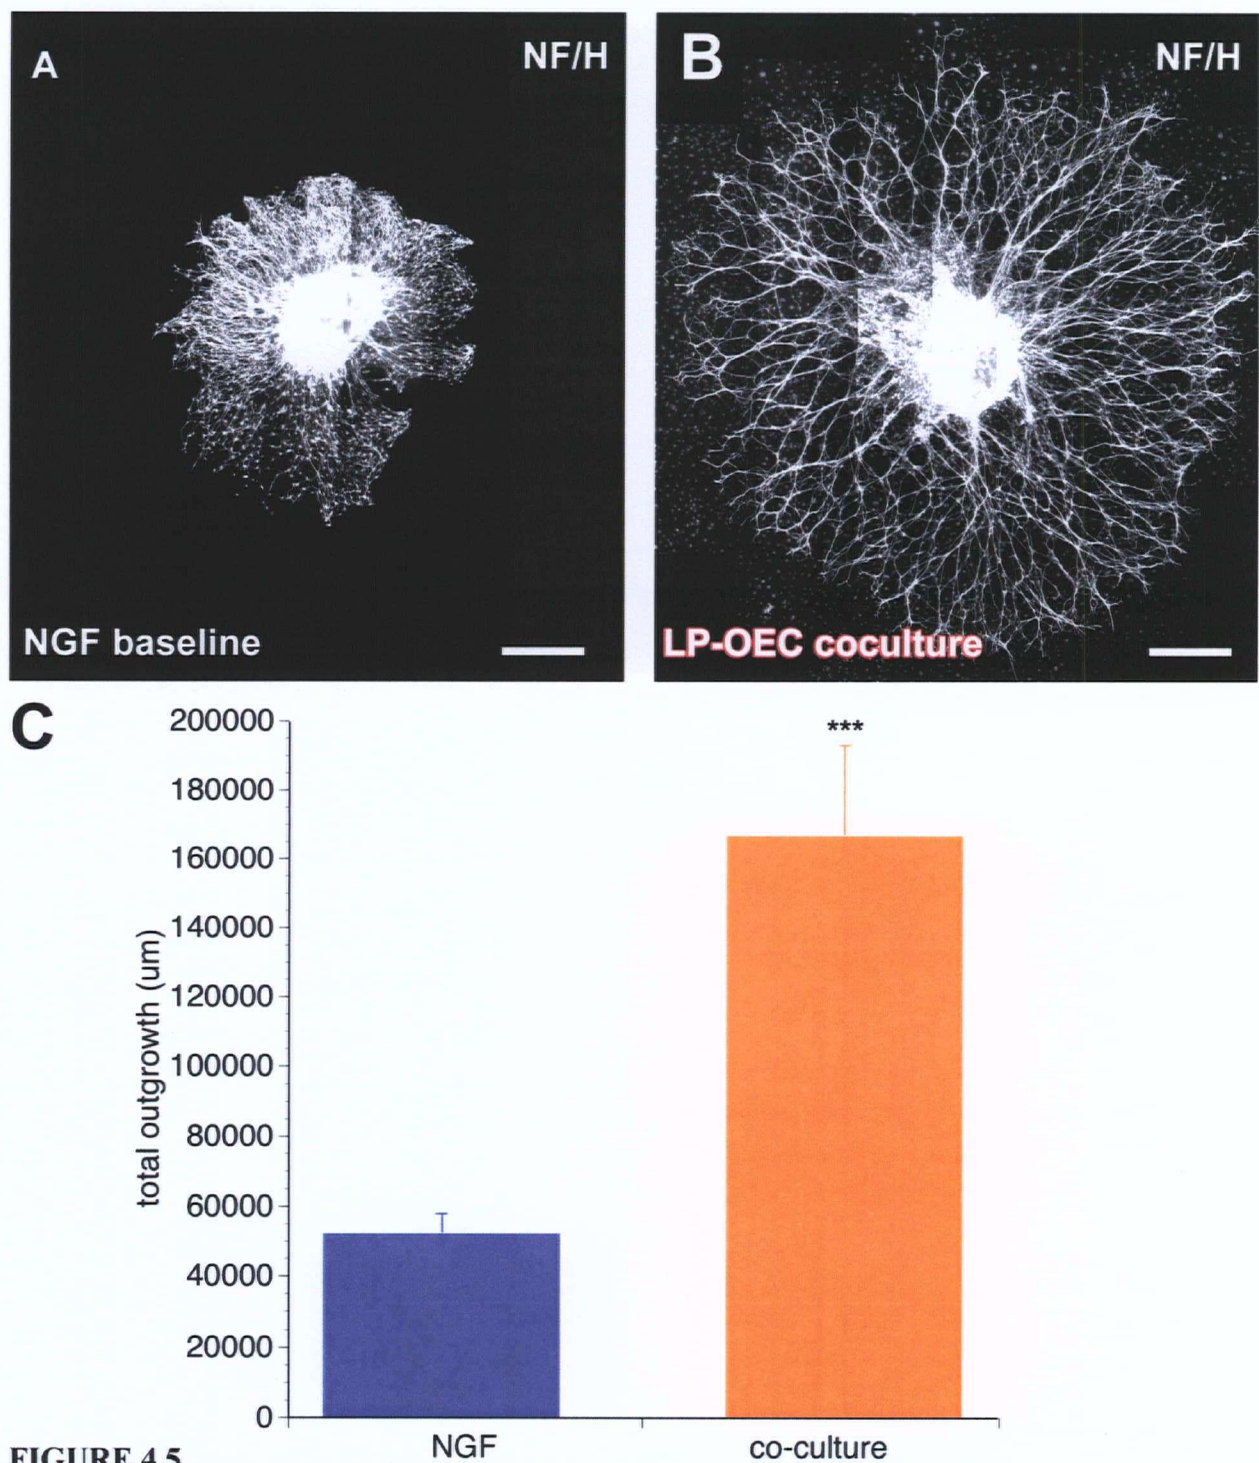 A
NF/H
B
NF/H
NGF baseline
LP-OEC coculture
C
200000
180000
160000
140000
120000
100000
80000
60000
40000
20000
0
total outgrowth (um)
***
NGF
co-culture
FIGURE 4.5